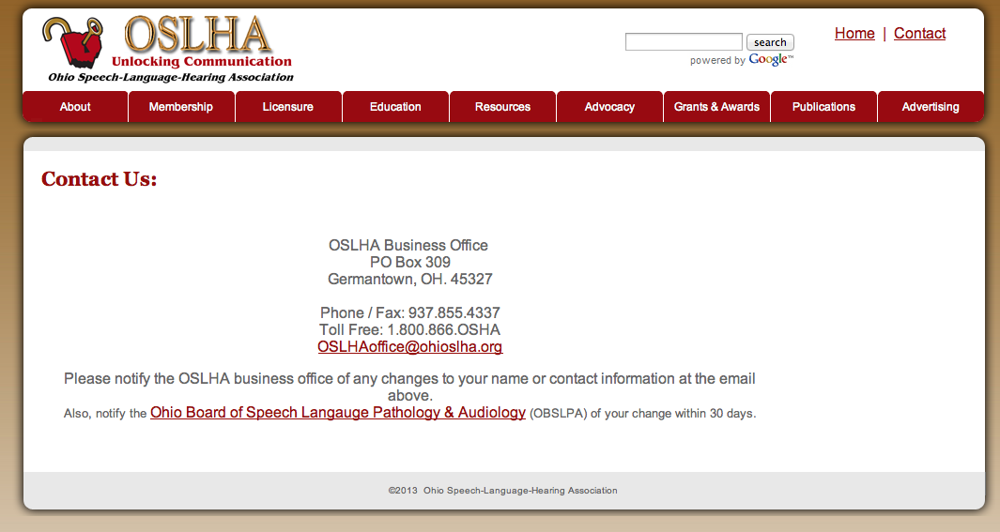 OSLHA
Unlocking Communication
Ohio Speech-Language-Hearing Association
search
powered by Google™
Home | Contact
About Membership Licensure Education Resources Advocacy Grants & Awards Publications Advertising
Contact Us:
OSLHA Business Office
PO Box 309
Germantown, OH. 45327
Phone / Fax: 937.855.4337
Toll Free: 1.800.866.OSHA
OSLHAoffice@ohioslha.org
Please notify the OSLHA business office of any changes to your name or contact information at the email
above.
Also, notify the Ohio Board of Speech Langauge Pathology & Audiology (OBSLPA) of your change within 30 days.
©2013 Ohio Speech-Language-Hearing Association